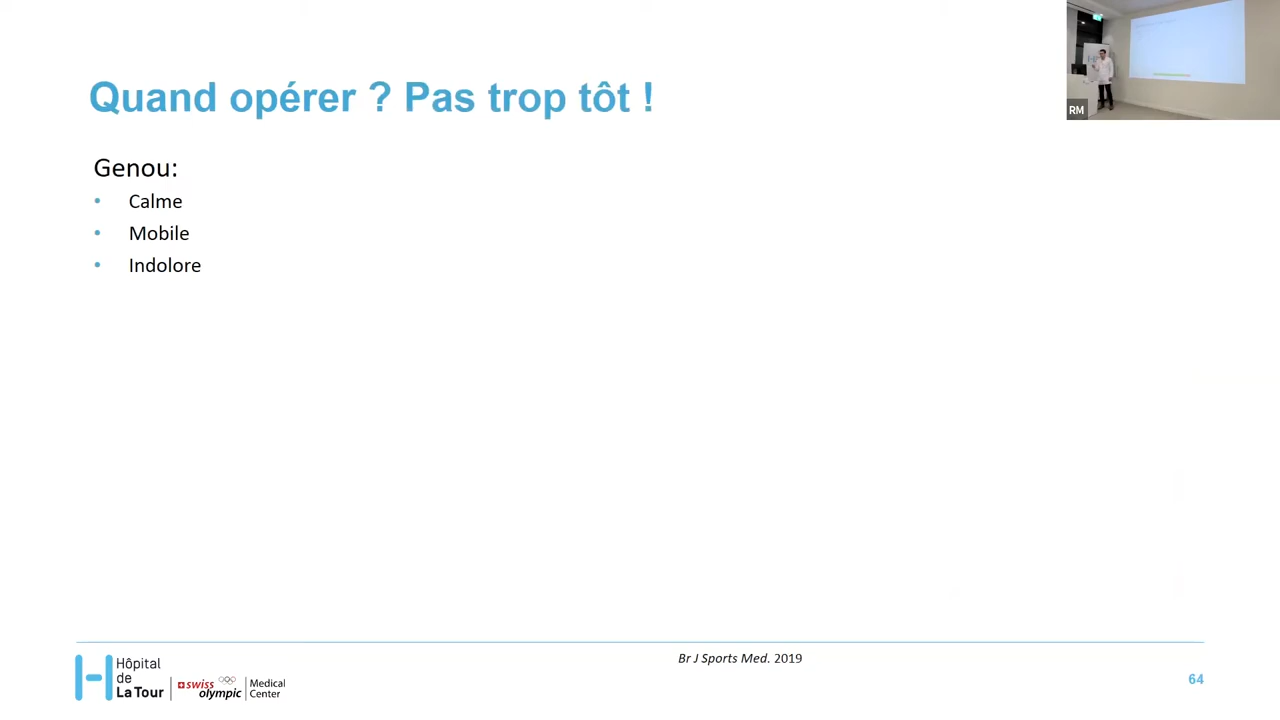 Quand opérer ? Pas trop tôt !
RM
Genou:
• Calme
• Mobile
• Indolore
Br J Sports Med. 2019
Hôpital
de
La Tour
swiss
olympic
Medical
Center
64